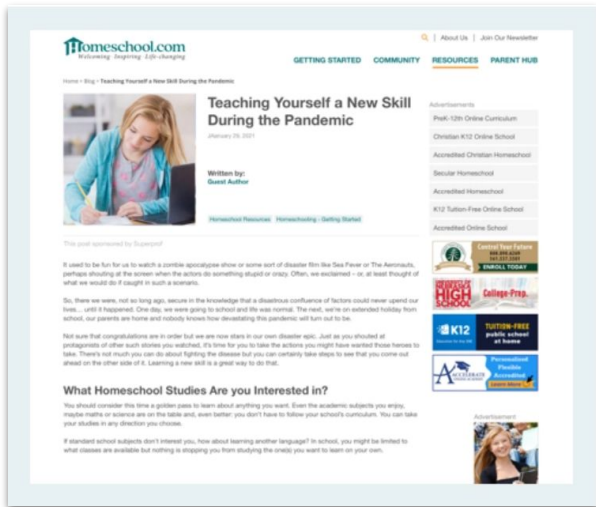 Homeschool.com
Welcoming · Inspiring · Life-changing
About Us | Join Our Newsletter
GETTING STARTED COMMUNITY RESOURCES PARENT HUB
Home > Blog > Teaching Yourself a New Skill During the Pandemic
Teaching Yourself a New Skill
During the Pandemic
JAnuary 29, 2021
Written by:
Guest Author
Homeschool Resources Homeschooling - Getting Started
This post sponsored by Superprof
It used to be fun for us to watch a zombie apocalypse show or some sort of disaster film like Sea Fever or The Aeronauts,
perhaps shouting at the screen when the actors do something stupid or crazy. Often, we exclaimed – or, at least thought of
what we would do if caught in such a scenario.
So, there we were, not so long ago, secure in the knowledge that a disastrous confluence of factors could never upend our
lives... until it happened. One day, we were going to school and life was normal. The next, we're on extended holiday from
school, our parents are home and nobody knows how devastating this pandemic will turn out to be.
Not sure that congratulations are in order but we are now stars in our own disaster epic. Just as you shouted at
protagonists of other such stories you watched, it's time for you to take the actions you might have wanted those heroes to
take. There's not much you can do about fighting the disease but you can certainly take steps to see that you come out
ahead on the other side of it. Learning a new skill is a great way to do that.
What Homeschool Studies Are you Interested in?
You should consider this time a golden pass to learn about anything you want. Even the academic subjects you enjoy,
maybe maths or science are on the table and, even better: you don't have to follow your school's curriculum. You can take
your studies in any direction you choose.
If standard school subjects don't interest you, how about learning another language? In school, you might be limited to
what classes are available but nothing is stopping you from studying the one(s) you want to learn on your own.
Advertisements
PreK-12th Online Curriculum
Christian K12 Online School
Accredited Christian Homeschool
Secular Homeschool
Accredited Homeschool
K12 Tuition-Free Online School
Accredited Online School
Control Your Future
ENROLL TODAY
NEBRASKA
HIGH
SCHOOL
College-Prep.
K12
TUITION-FREE
public school
at home
ACCELERATE
Personalized
Flexible
Accredited
Learn More
Advertisement